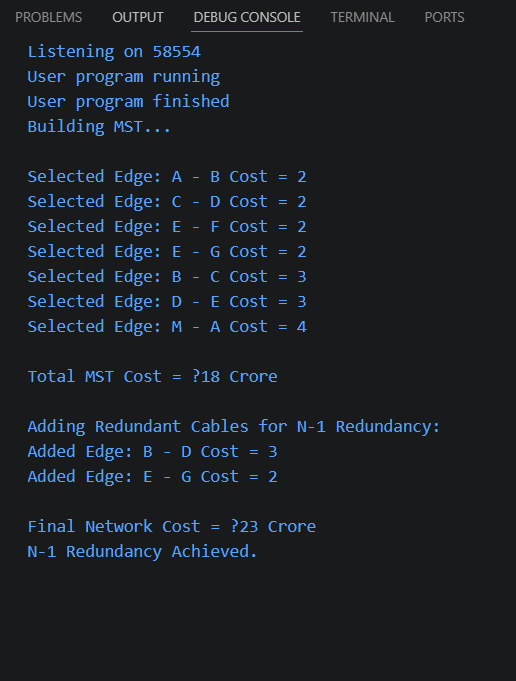 PROBLEMS OUTPUT DEBUG CONSOLE TERMINAL PORTS
Listening on 58554
User program running
User program finished
Building MST...
Selected Edge: A - B Cost = 2
Selected Edge: C - D Cost = 2
Selected Edge: E - F Cost = 2
Selected Edge: E - G Cost = 2
Selected Edge: B - C Cost = 3
Selected Edge: D - E Cost = 3
Selected Edge: M - A Cost = 4
Total MST Cost = ?18 Crore
Adding Redundant Cables for N-1 Redundancy:
Added Edge: B - D Cost = 3
Added Edge: E - G Cost = 2
Final Network Cost = ?23 Crore
N-1 Redundancy Achieved.